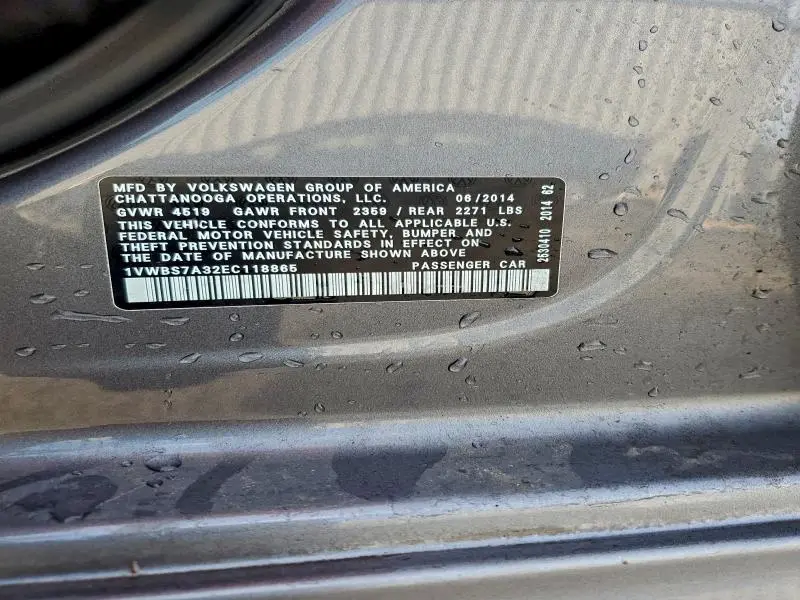 MFD BY VOLKSWAGEN GROUP OF AMERICA
CHATTANOOGA OPERATIONS, LLC. 06/2014
GVWR 4519 GAWR FRONT 2359 / REAR 2271 LBS
THIS VEHICLE CONFORMS TO ALL APPLICABLE U.S.
FEDERAL MOTOR VEHICLE SAFETY, BUMPER AND
THEFT PREVENTION STANDARDS IN EFFECT ON
THE DATE OF MANUFACTURE SHOWN ABOVE
1VWBS7A32EC118865 PASSENGER CAR
2530410 2014 62